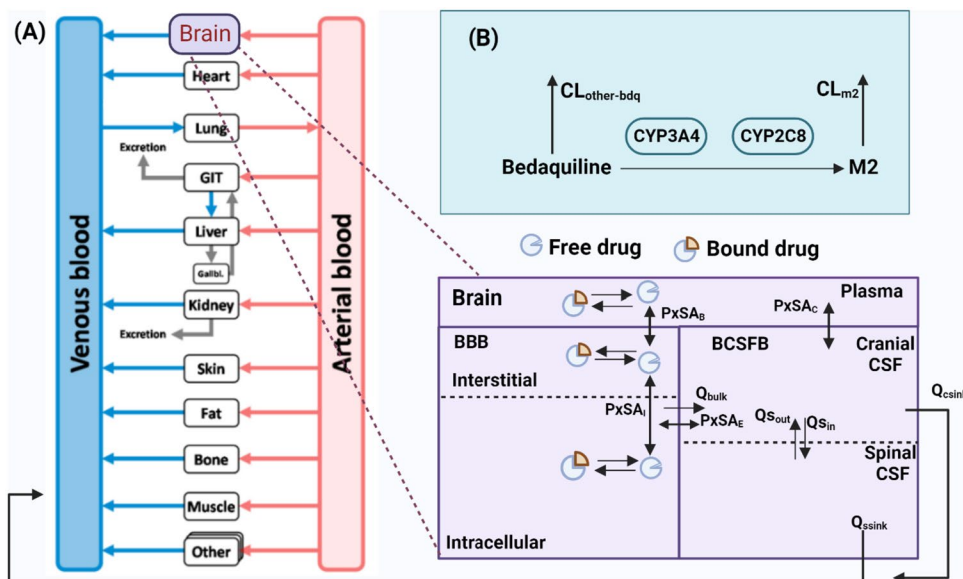 (A)
Brain
Heart
Lung
Excretion
GIT
Liver
Gallbl.
Kidney
Excretion
Skin
Fat
Bone
Muscle
Other
Venous blood
Arterial blood
(B)
CLother-bdq
CLm2
CYP3A4
CYP2C8
Bedaquiline
M2
Free drug
Bound drug
Brain
Plasma
PxSAB
PxSAC
BBB
BCSFB
Cranial
CSF
Interstitial
PxSAI
Qbulk
PxSAE
Qsout
Qsin
Qcsink
Spinal
CSF
Qssink
Intracellular